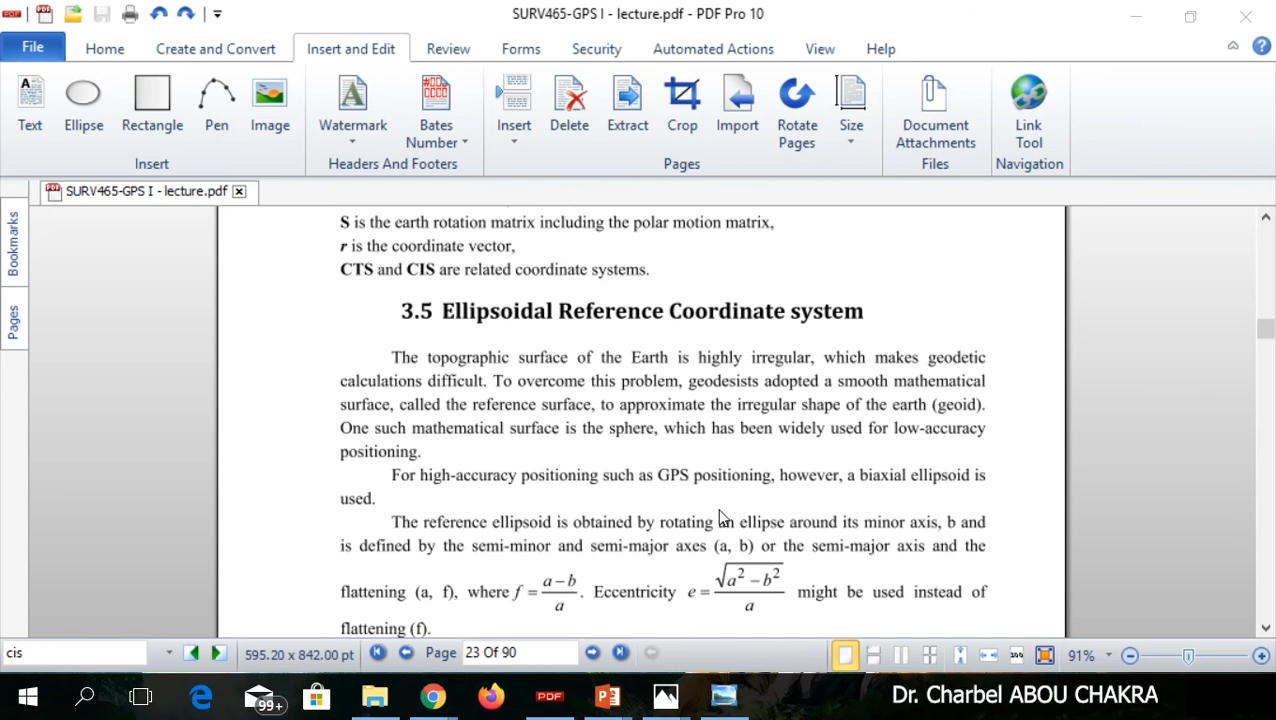 SURV465-GPS I - lecture.pdf - PDF Pro 10
File Home Create and Convert Insert and Edit Review Forms Security Automated Actions View Help
Text Ellipse Rectangle Pen Image Watermark Bates Number Insert Delete Extract Crop Import Rotate Pages Size Document Attachments Link Tool
Insert Headers And Footers Pages Files Navigation
SURV465-GPS I - lecture.pdf
Bookmarks
Pages
S is the earth rotation matrix including the polar motion matrix,
r is the coordinate vector,
CTS and CIS are related coordinate systems.
3.5 Ellipsoidal Reference Coordinate system
The topographic surface of the Earth is highly irregular, which makes geodetic
calculations difficult. To overcome this problem, geodesists adopted a smooth mathematical
surface, called the reference surface, to approximate the irregular shape of the earth (geoid).
One such mathematical surface is the sphere, which has been widely used for low-accuracy
positioning.
For high-accuracy positioning such as GPS positioning, however, a biaxial ellipsoid is
used.
The reference ellipsoid is obtained by rotating an ellipse around its minor axis, b and
is defined by the semi-minor and semi-major axes (a, b) or the semi-major axis and the
flattening (a, f), where f = (a − b)/a. Eccentricity e = √(a² − b²)/a might be used instead of
flattening (f).
cis 595.20 x 842.00 pt Page 23 Of 90 91%
99+ PDF Dr. Charbel ABOU CHAKRA